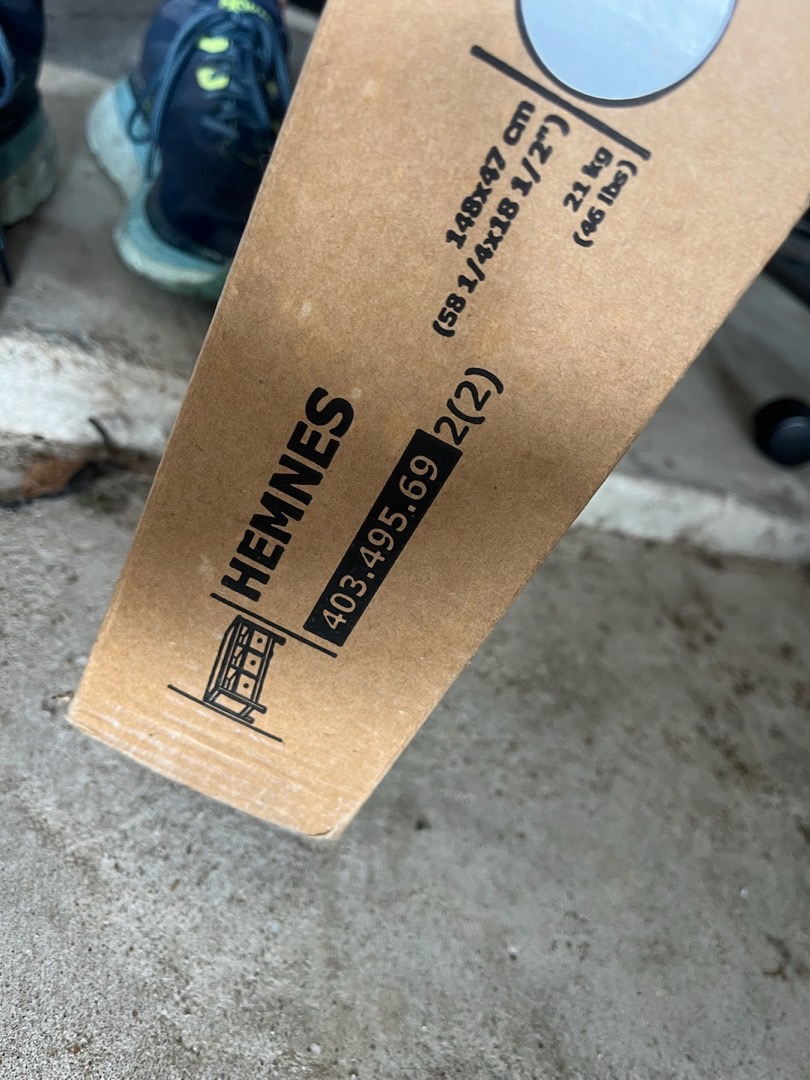 HEMNES
403.495.69 2(2)
148x47 cm
(58 1/4x18 1/2")
21 kg
(46 lbs)